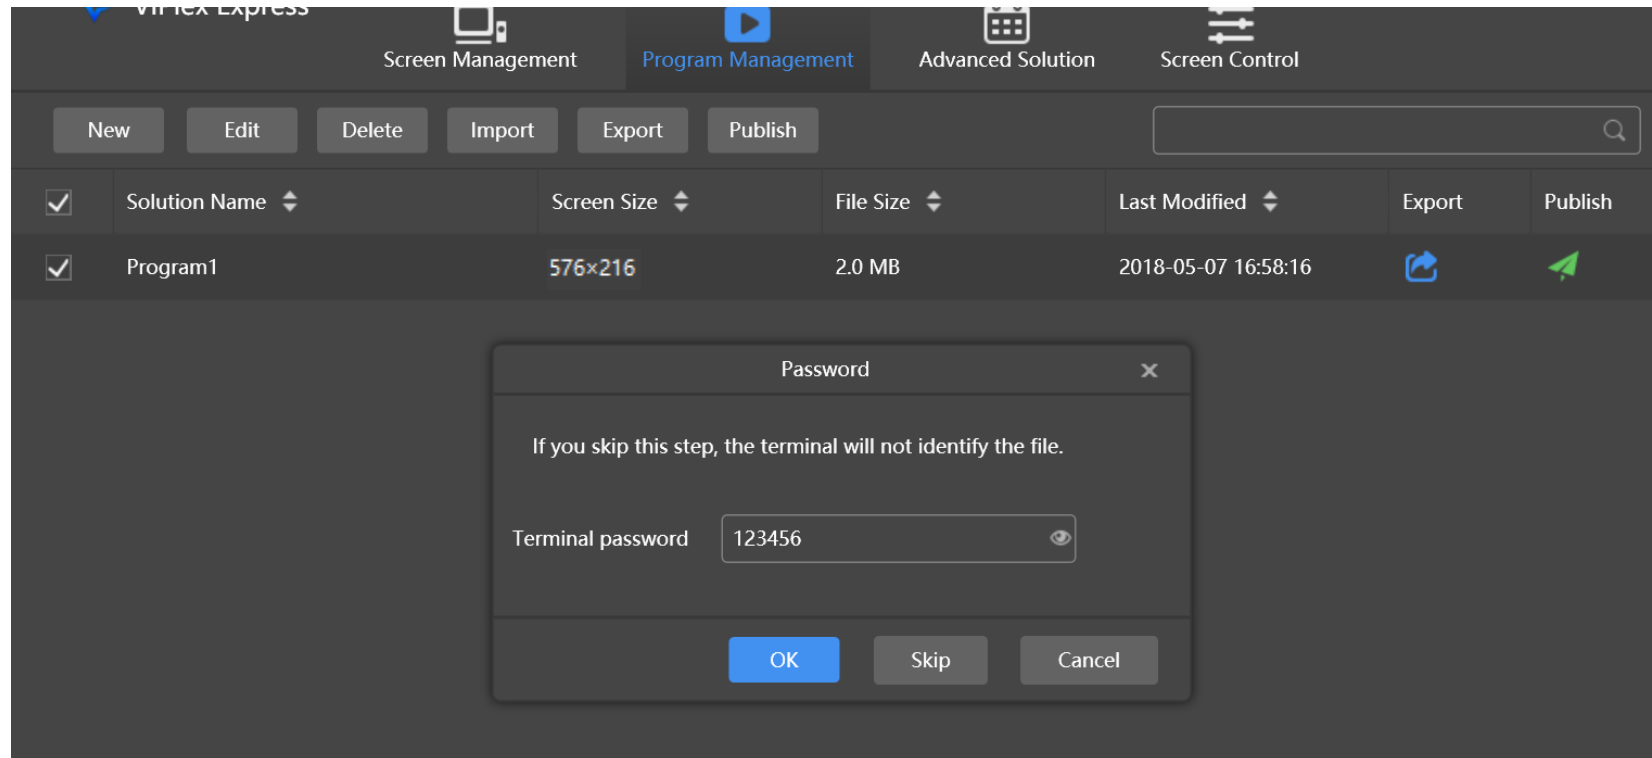 ViPlex Express
Screen Management
Program Management
Advanced Solution
Screen Control
New
Edit
Delete
Import
Export
Publish
Solution Name
Screen Size
File Size
Last Modified
Export
Publish
Program1
576×216
2.0 MB
2018-05-07 16:58:16
Password
If you skip this step, the terminal will not identify the file.
Terminal password
123456
OK
Skip
Cancel